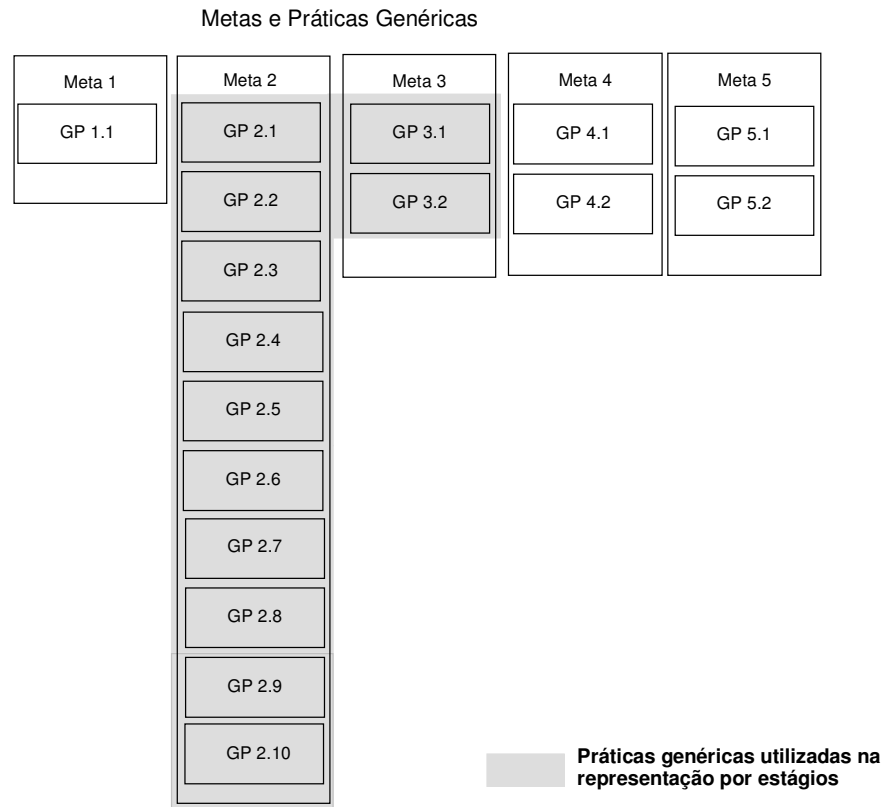 Metas e Práticas Genéricas
Meta 1
GP 1.1
Meta 2
GP 2.1
GP 2.2
GP 2.3
GP 2.4
GP 2.5
GP 2.6
GP 2.7
GP 2.8
GP 2.9
GP 2.10
Meta 3
GP 3.1
GP 3.2
Meta 4
GP 4.1
GP 4.2
Meta 5
GP 5.1
GP 5.2
Práticas genéricas utilizadas na
representação por estágios